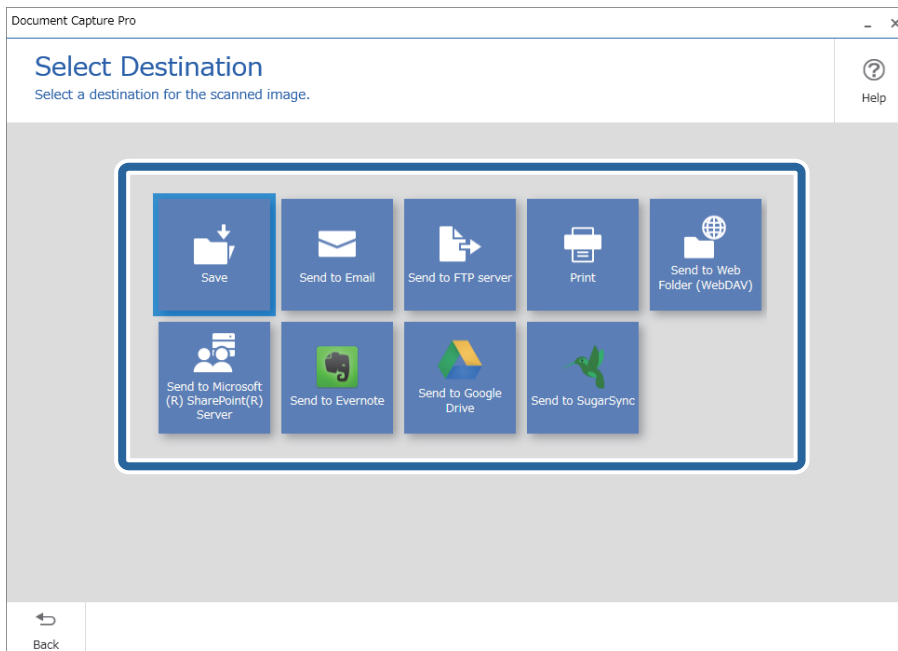 Document Capture Pro
Select Destination
Select a destination for the scanned image.
Help
Save
Send to Email
Send to FTP server
Print
Send to Web
Folder (WebDAV)
Send to Microsoft
(R) SharePoint(R)
Server
Send to Evernote
Send to Google
Drive
Send to SugarSync
Back